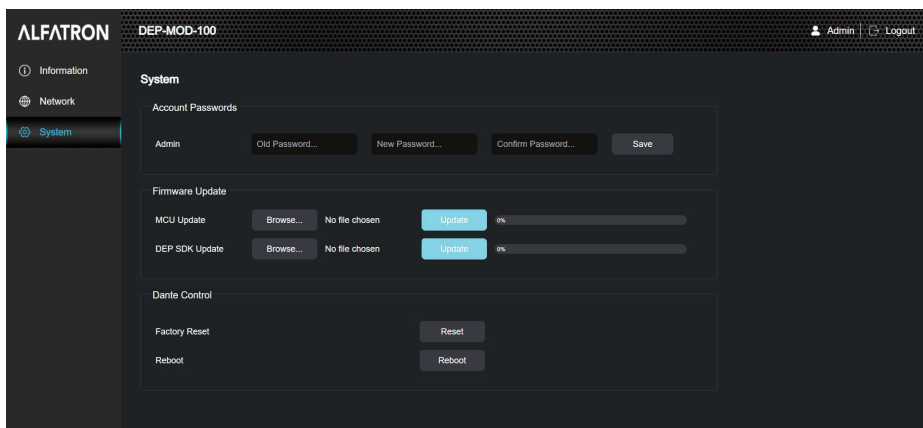 ALFATRON
DEP-MOD-100
Admin
Logout
Information
Network
System
System
Account Passwords
Admin
Old Password...
New Password...
Confirm Password...
Save
Firmware Update
MCU Update
Browse...
No file chosen
Update
0%
DEP SDK Update
Browse...
No file chosen
Update
0%
Dante Control
Factory Reset
Reset
Reboot
Reboot